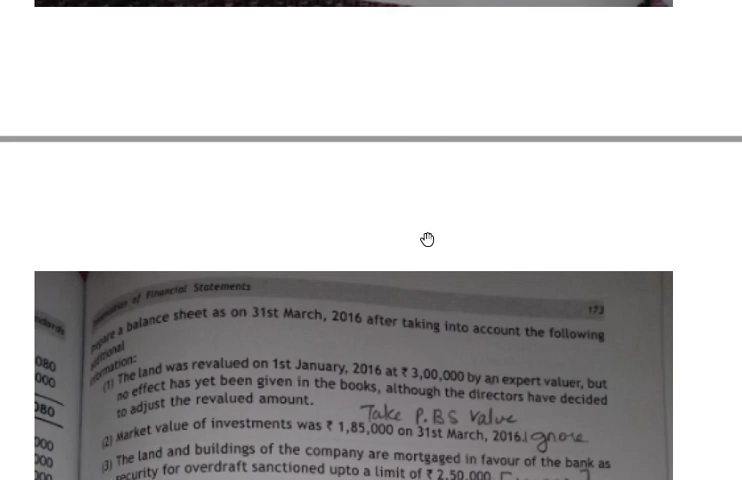 of Financial Statements
173
a balance sheet as on 31st March, 2016 after taking into account the following
additional
information:
(1) The land was revalued on 1st January, 2016 at ₹ 3,00,000 by an expert valuer, but
no effect has yet been given in the books, although the directors have decided
to adjust the revalued amount.
Take P.BS value
(2) Market value of investments was ₹ 1,85,000 on 31st March, 2016. Ignore
(3) The land and buildings of the company are mortgaged in favour of the bank as
security for overdraft sanctioned upto a limit of ₹ 2,50,000
080
000
080
000
000